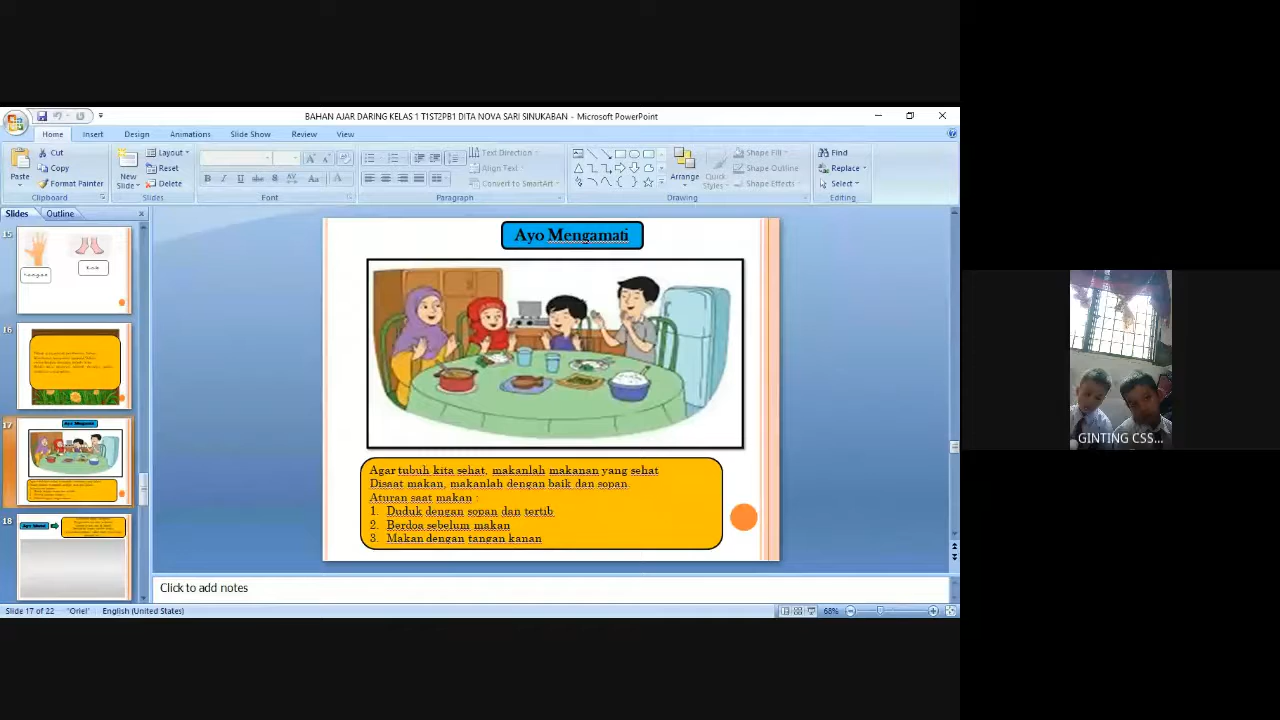 BAHAN AJAR DARING KELAS 1 T1ST2PB1 DITA NOVA SARI SINUKABAN - Microsoft PowerPoint
Home Insert Design Animations Slide Show Review View
Paste
Cut
Copy
Format Painter
Clipboard
New Slide
Layout
Reset
Delete
Slides
Font
Text Direction
Align Text
Convert to SmartArt
Paragraph
Arrange
Quick Styles
Shape Fill
Shape Outline
Shape Effects
Drawing
Find
Replace
Select
Editing
Slides Outline
15
16
17
18
Ayo Mengamati
Agar tubuh kita sehat, makanlah makanan yang sehat
Disaat makan, makanlah dengan baik dan sopan.
Aturan saat makan :
1. Duduk dengan sopan dan tertib
2. Berdoa sebelum makan
3. Makan dengan tangan kanan
GINTING CSS...
Click to add notes
Slide 17 of 22 "Oriel" English (United States) 68%